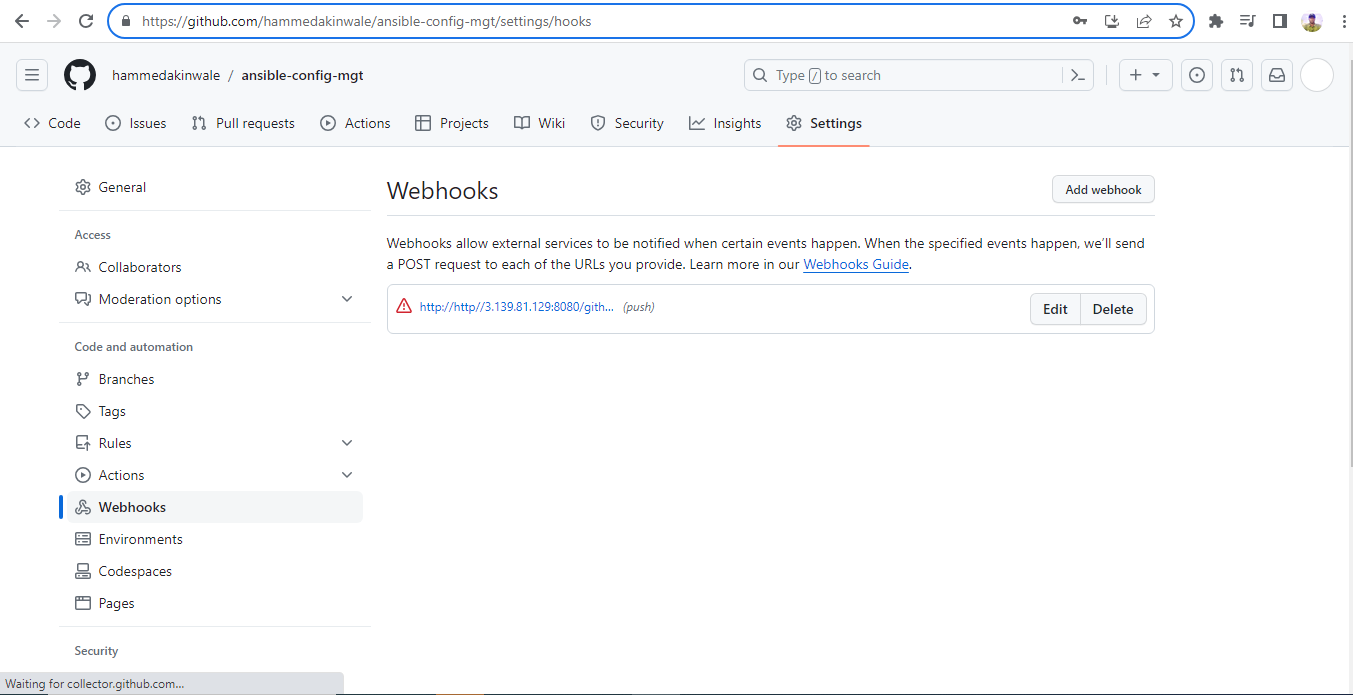 https://github.com/hammedakinwale/ansible-config-mgt/settings/hooks
hammedakinwale / ansible-config-mgt
Type / to search
Code Issues Pull requests Actions Projects Wiki Security Insights Settings
General
Access
Collaborators
Moderation options
Code and automation
Branches
Tags
Rules
Actions
Webhooks
Environments
Codespaces
Pages
Security
Webhooks
Add webhook
Webhooks allow external services to be notified when certain events happen. When the specified events happen, we’ll send
a POST request to each of the URLs you provide. Learn more in our Webhooks Guide.
http://http//3.139.81.129:8080/gith... (push)
Edit Delete
Waiting for collector.github.com...